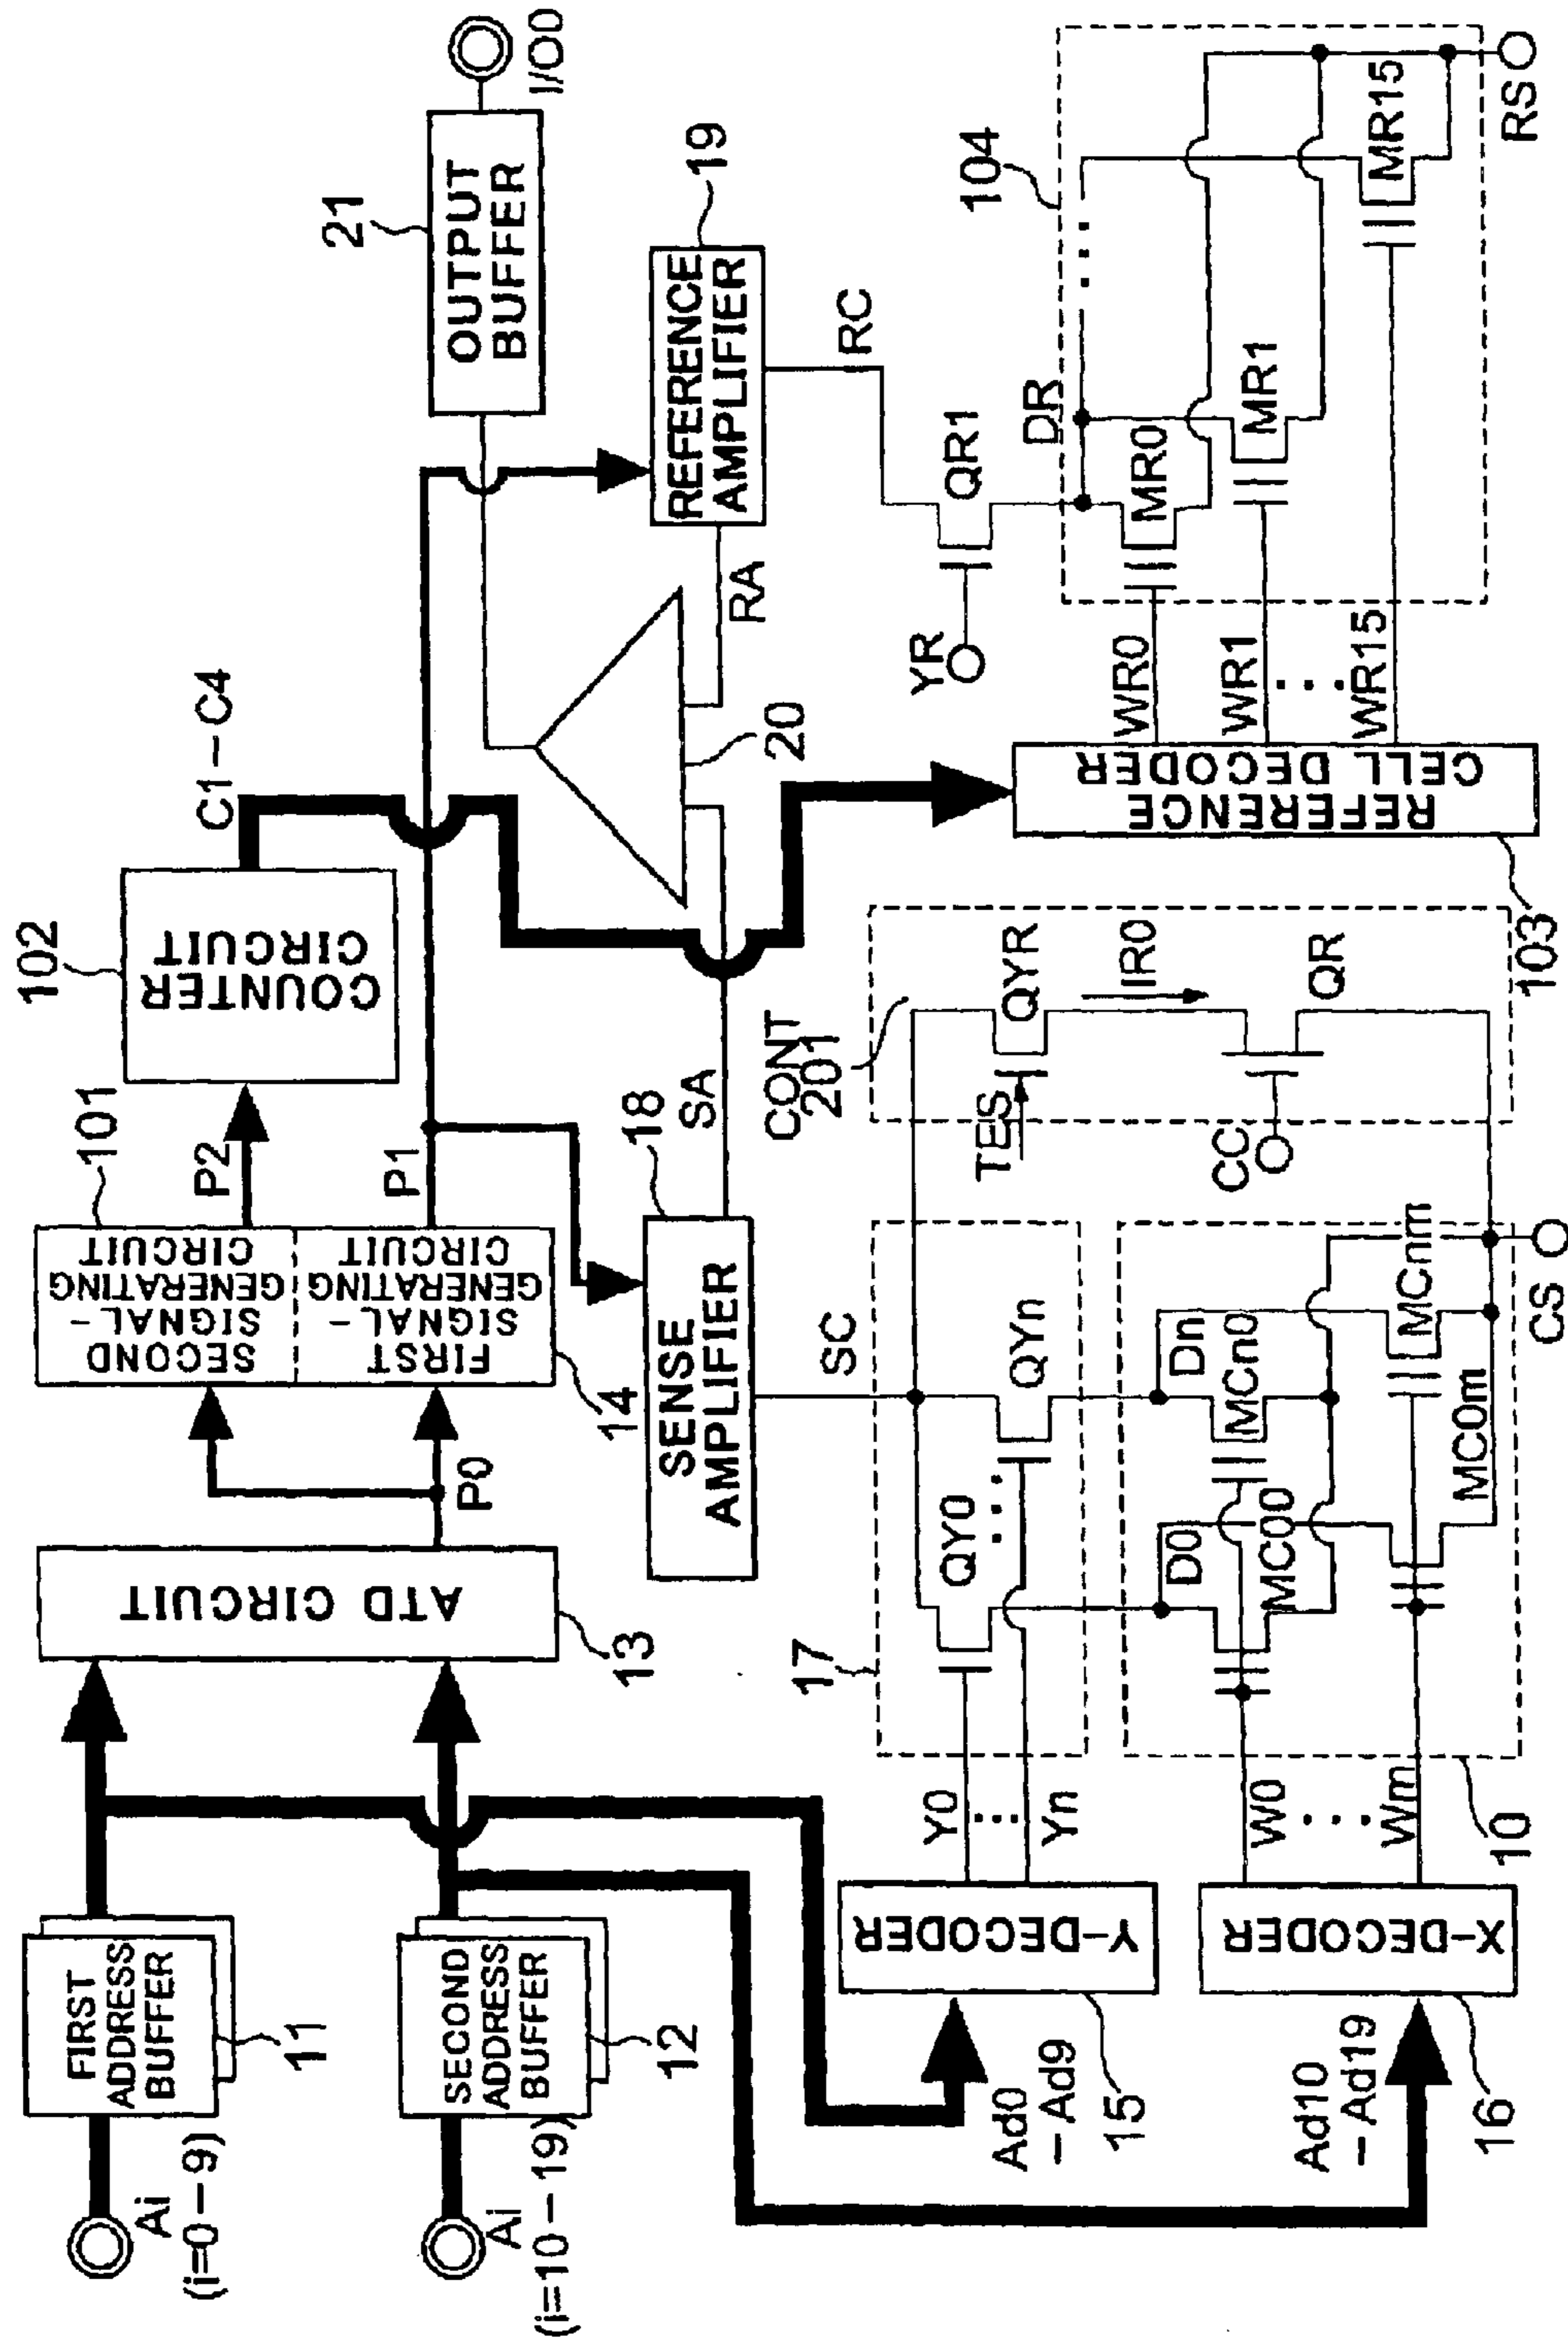 Ai
(i=0-9)
FIRST
ADDRESS
BUFFER
11
Ai
(i=10-19)
SECOND
ADDRESS
BUFFER
12
ATD CIRCUIT
13
P0
SECOND
SIGNAL-
GENERATING
CIRCUIT
101
FIRST
SIGNAL-
GENERATING
CIRCUIT
14
P2
P1
COUNTER
CIRCUIT
102
C1-C4
SENSE
AMPLIFIER
18
SA
20
RA
REFERENCE
AMPLIFIER
19
OUTPUT
BUFFER
21
I/O0
Ad0
-Ad9
Y-DECODER
15
Y0
...
Yn
17
QY0
...
QYn
SC
Ad10
-Ad19
X-DECODER
16
W0
...
Wm
10
D0
MC00
Dn
MCn0
MC0m
MCnm
CS
CONT
201
TES
QYR
IR0
CC
QR
REFERENCE
CELL DECODER
103
WR0
WR1
...
WR15
YR
QR1
RC
DR
104
MR0
MR1
...
MR15
RS